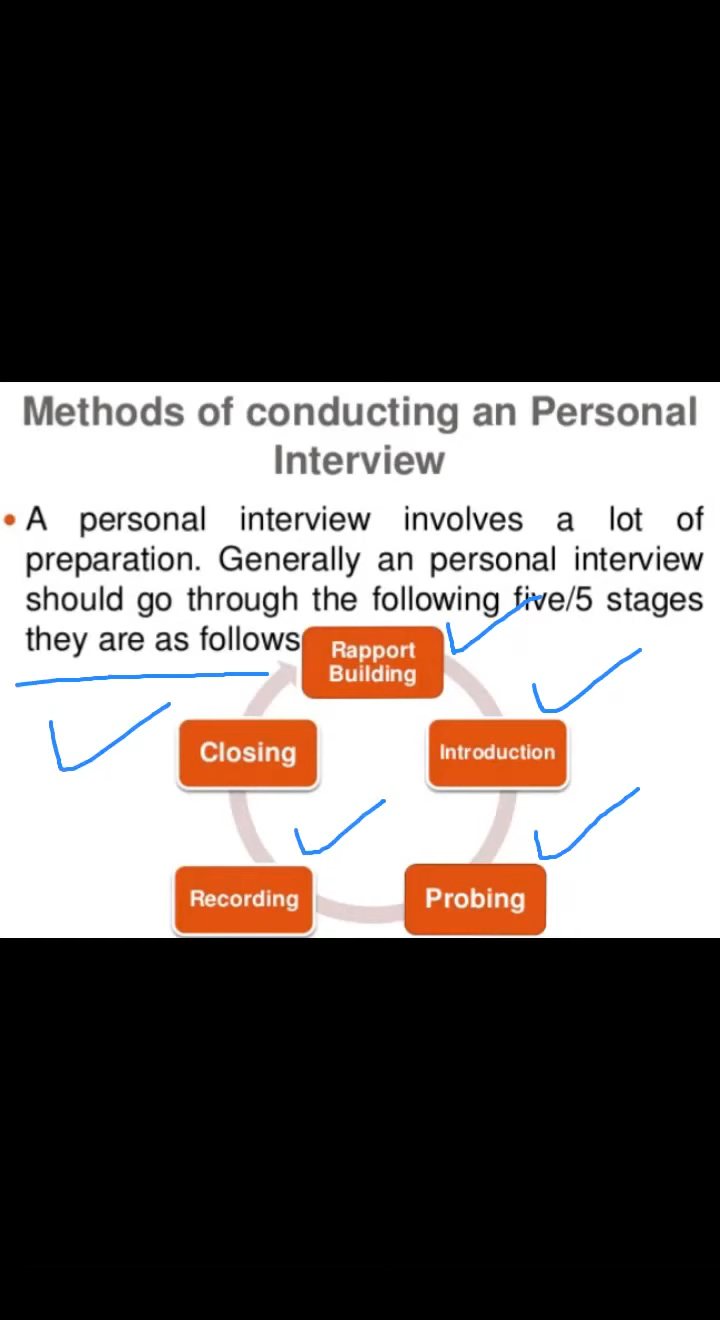 Methods of conducting an Personal
Interview
• A personal interview involves a lot of
preparation. Generally an personal interview
should go through the following five/5 stages
they are as follows
Rapport
Building
Introduction
Probing
Recording
Closing